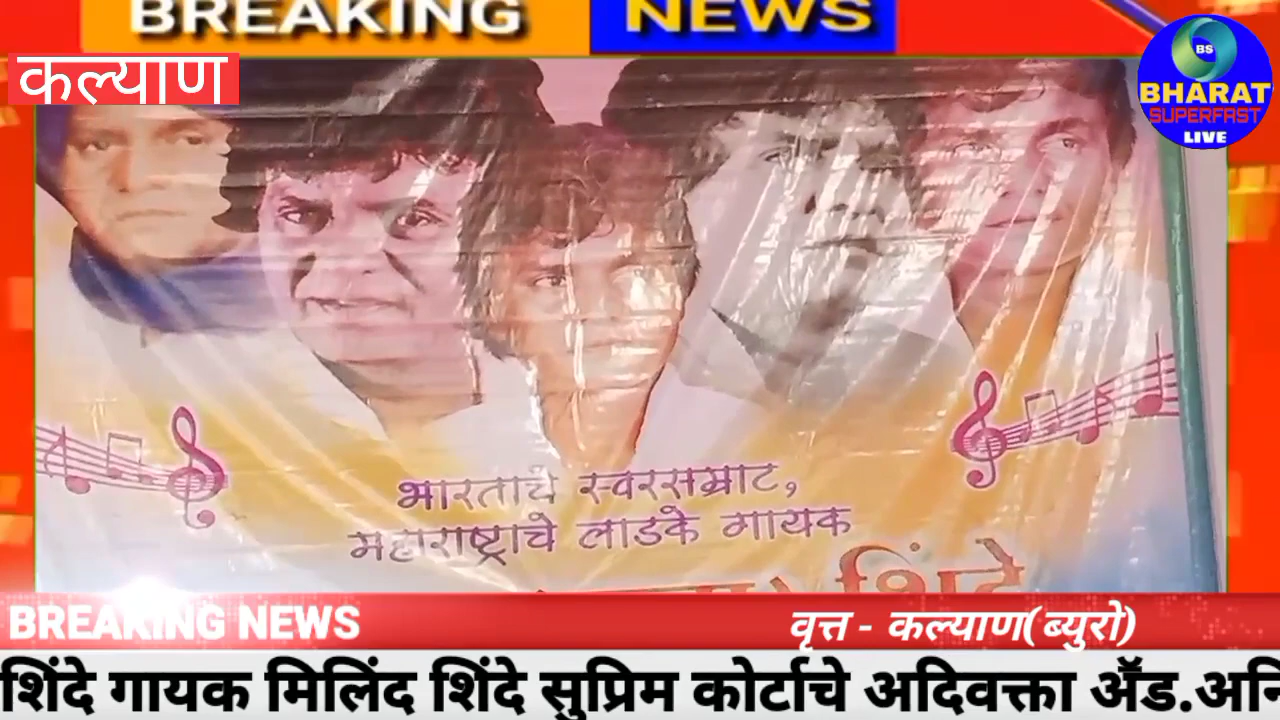 BREAKING NEWS
कल्याण
BS
BHARAT
SUPERFAST
LIVE
भारताचे स्वरसम्राट,
महाराष्ट्राचे लाडके गायक
शिंदे
BREAKING NEWS
वृत्त - कल्याण(ब्युरो)
शिंदे गायक मिलिंद शिंदे सुप्रिम कोर्टाचे अदिवक्ता ॲड.अनि